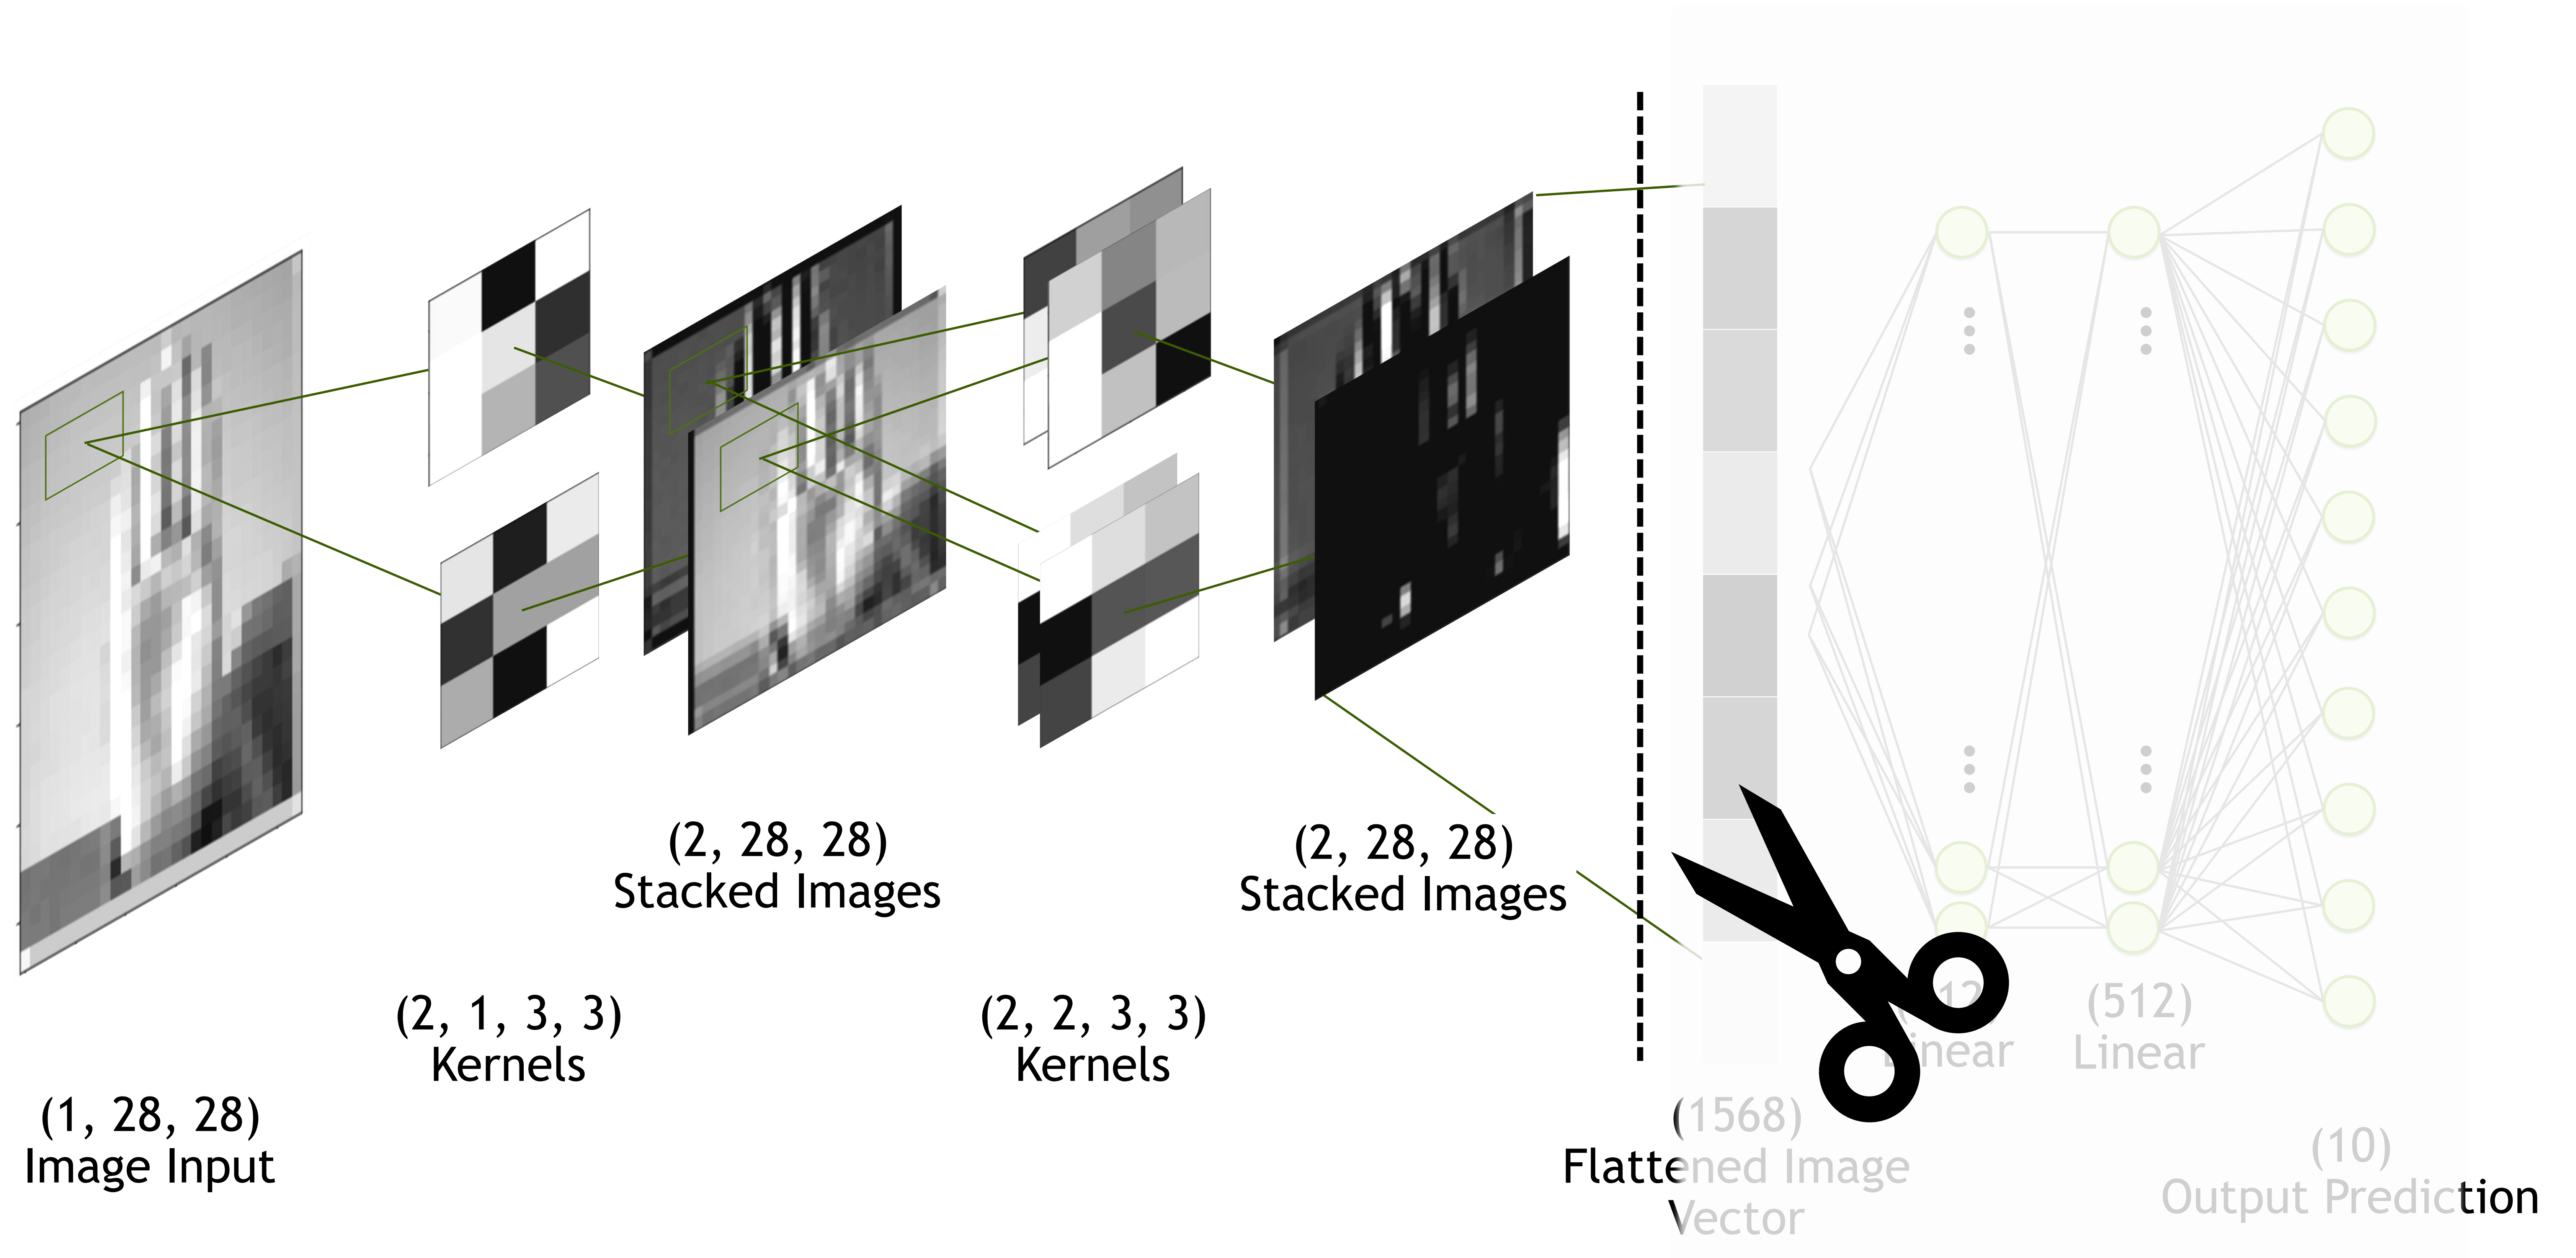 (1, 28, 28)
Image Input
(2, 1, 3, 3)
Kernels
(2, 28, 28)
Stacked Images
(2, 2, 3, 3)
Kernels
(2, 28, 28)
Stacked Images
(1568)
Flattened Image
Vector
Linear
(512)
Linear
(10)
Output Prediction